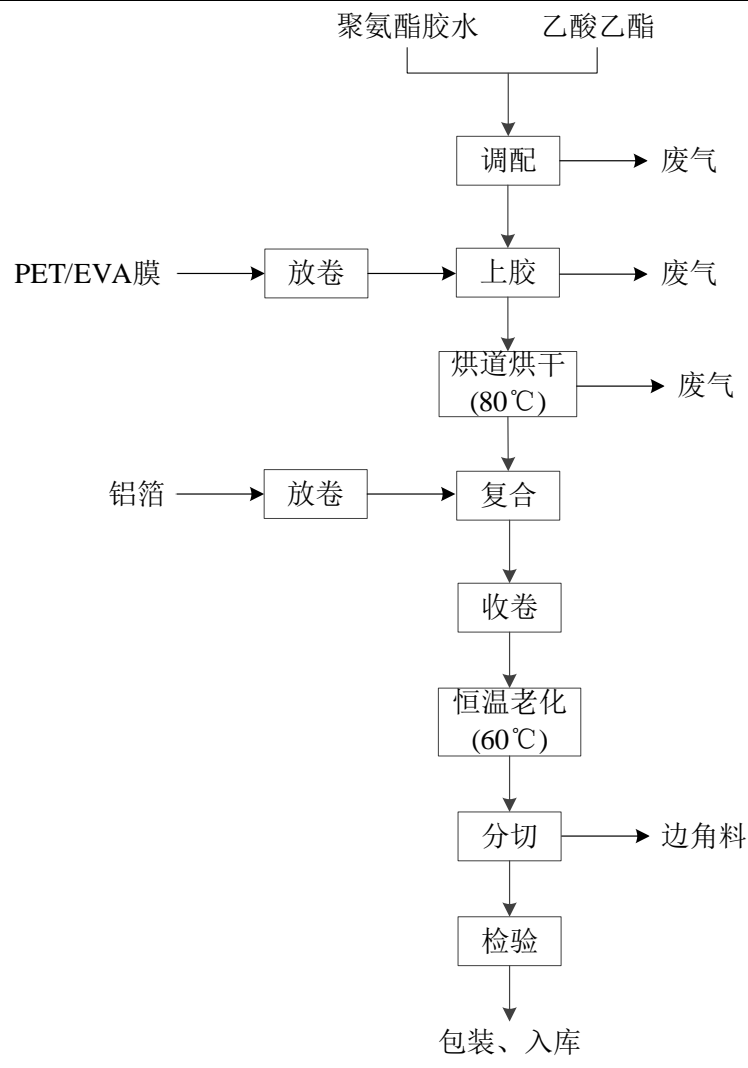 聚氨酯胶水 乙酸乙酯
调配 废气
PET/EVA膜 放卷 上胶 废气
烘道烘干
(80℃) 废气
铝箔 放卷 复合
收卷
恒温老化
(60℃)
分切 边角料
检验
包装、入库